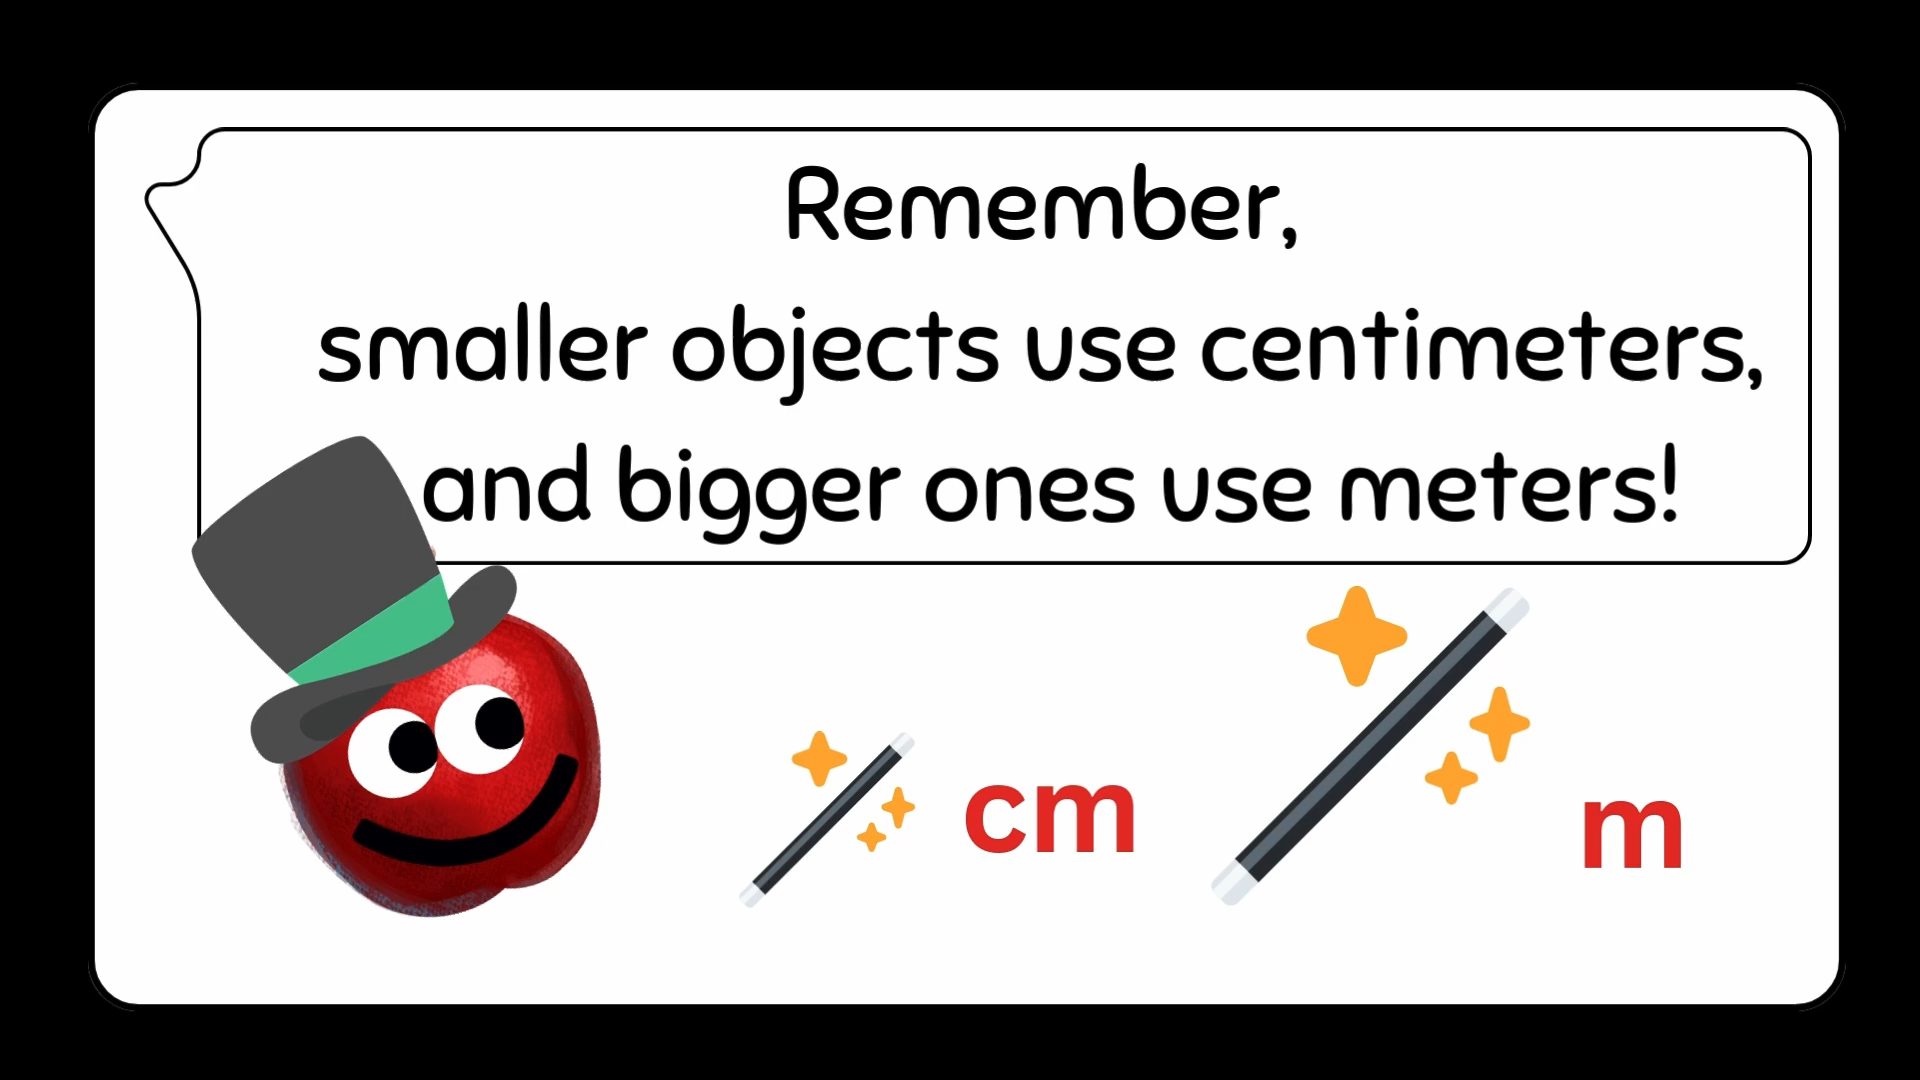 Remember,
smaller objects use centimeters,
and bigger ones use meters!
cm
m